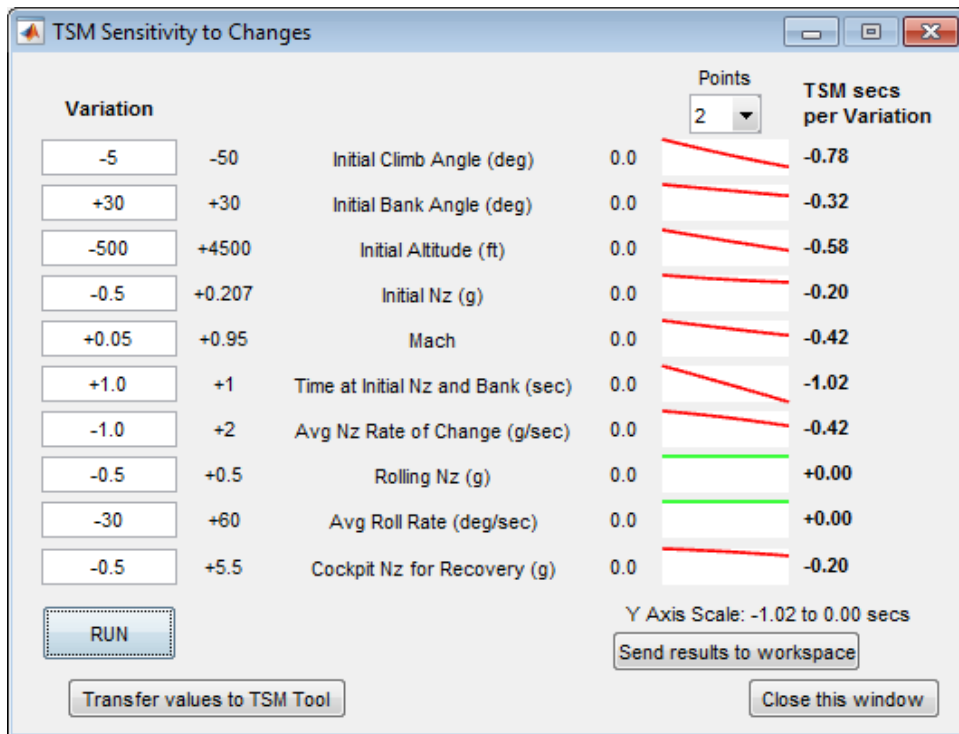 TSM Sensitivity to Changes
Points
Variation
2
TSM secs
per Variation
-5 -50 Initial Climb Angle (deg) 0.0 -0.78
+30 +30 Initial Bank Angle (deg) 0.0 -0.32
-500 +4500 Initial Altitude (ft) 0.0 -0.58
-0.5 +0.207 Initial Nz (g) 0.0 -0.20
+0.05 +0.95 Mach 0.0 -0.42
+1.0 +1 Time at Initial Nz and Bank (sec) 0.0 -1.02
-1.0 +2 Avg Nz Rate of Change (g/sec) 0.0 -0.42
-0.5 +0.5 Rolling Nz (g) 0.0 +0.00
-30 +60 Avg Roll Rate (deg/sec) 0.0 +0.00
-0.5 +5.5 Cockpit Nz for Recovery (g) 0.0 -0.20
RUN
Y Axis Scale: -1.02 to 0.00 secs
Send results to workspace
Transfer values to TSM Tool
Close this window